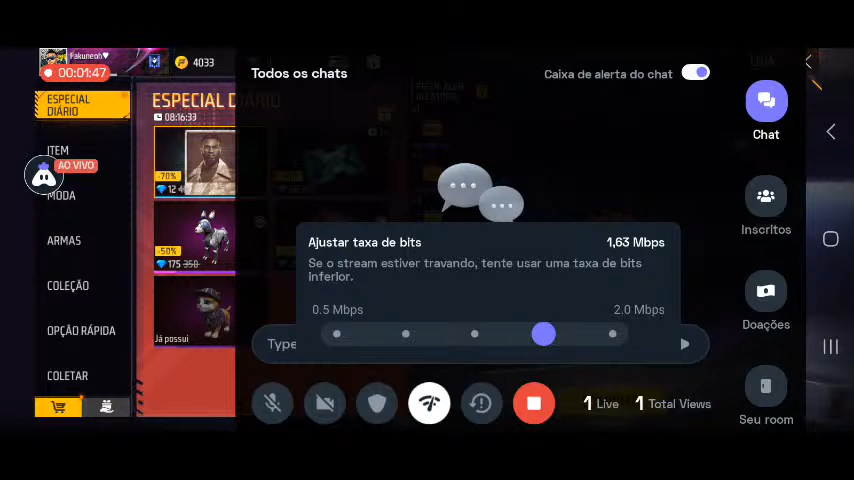 Fakuneoh♥
4033
00:01:47
Todos os chats
Caixa de alerta do chat
ESPECIAL
DIÁRIO
ESPECIAL D
08:16:33
Chat
ITEM
AO VIVO
MODA
-70%
12
Inscritos
ARMAS
Ajustar taxa de bits
1,63 Mbps
-50%
175 350
Se o stream estiver travando, tente usar uma taxa de bits
inferior.
COLEÇÃO
0.5 Mbps
2.0 Mbps
Doações
OPÇÃO RÁPIDA
Já possui
Type
COLETAR
1 Live
1 Total Views
Seu room